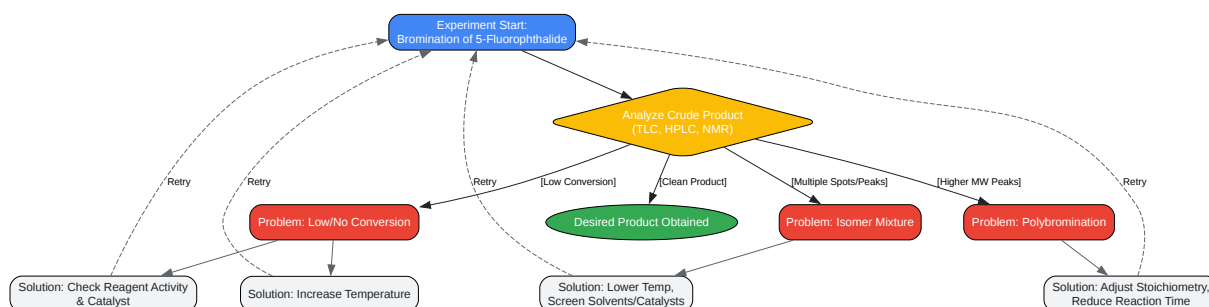 Experiment Start:
Bromination of 5-Fluorophthalide
Analyze Crude Product
(TLC, HPLC, NMR)
Retry
Retry
[Low Conversion]
Retry
[Clean Product]
[Multiple Spots/Peaks]
[Higher MW Peaks]
Retry
Problem: Low/No Conversion
Desired Product Obtained
Problem: Isomer Mixture
Problem: Polybromination
Solution: Check Reagent Activity
& Catalyst
Solution: Increase Temperature
Solution: Lower Temp,
Screen Solvents/Catalysts
Solution: Adjust Stoichiometry,
Reduce Reaction Time